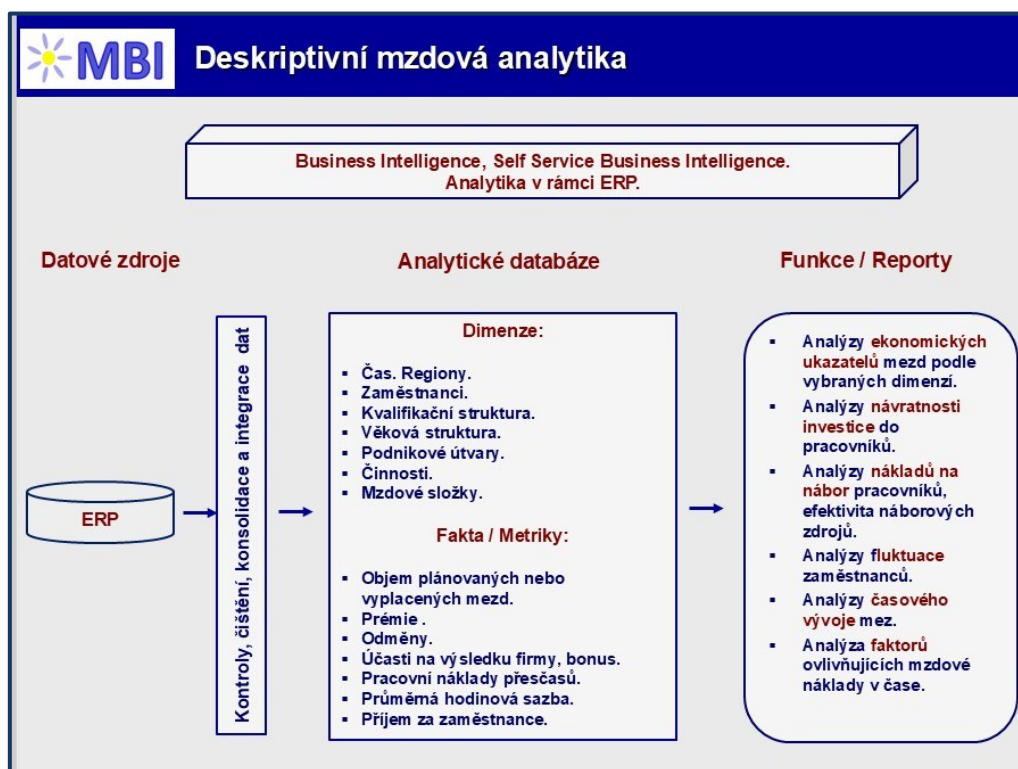 MBI
Deskriptivní mzdová analytika
Business Intelligence, Self Service Business Intelligence.
Analytika v rámci ERP.
Datové zdroje
Analytické databáze
Funkce / Reporty
ERP
Kontroly, čištění, konsolidace a integrace dat
Dimenze:
▪ Čas. Regiony.
▪ Zaměstnanci.
▪ Kvalifikační struktura.
▪ Věková struktura.
▪ Podnikové útvary.
▪ Činnosti.
▪ Mzdové složky.
Fakta / Metriky:
▪ Objem plánovaných nebo
vyplacených mezd.
▪ Prémie .
▪ Odměny.
▪ Účasti na výsledku firmy, bonus.
▪ Pracovní náklady přesčasů.
▪ Průměrná hodinová sazba.
▪ Příjem za zaměstnance.
▪ Analýzy ekonomických
ukazatelů mezd podle
vybraných dimenzí.
▪ Analýzy návratnosti
investice do
pracovníků.
▪ Analýzy nákladů na
nábor pracovníků,
efektivita náborových
zdrojů.
▪ Analýzy fluktuace
zaměstnanců.
▪ Analýzy časového
vývoje mez.
▪ Analýza faktorů
ovlivňujících mzdové
náklady v čase.